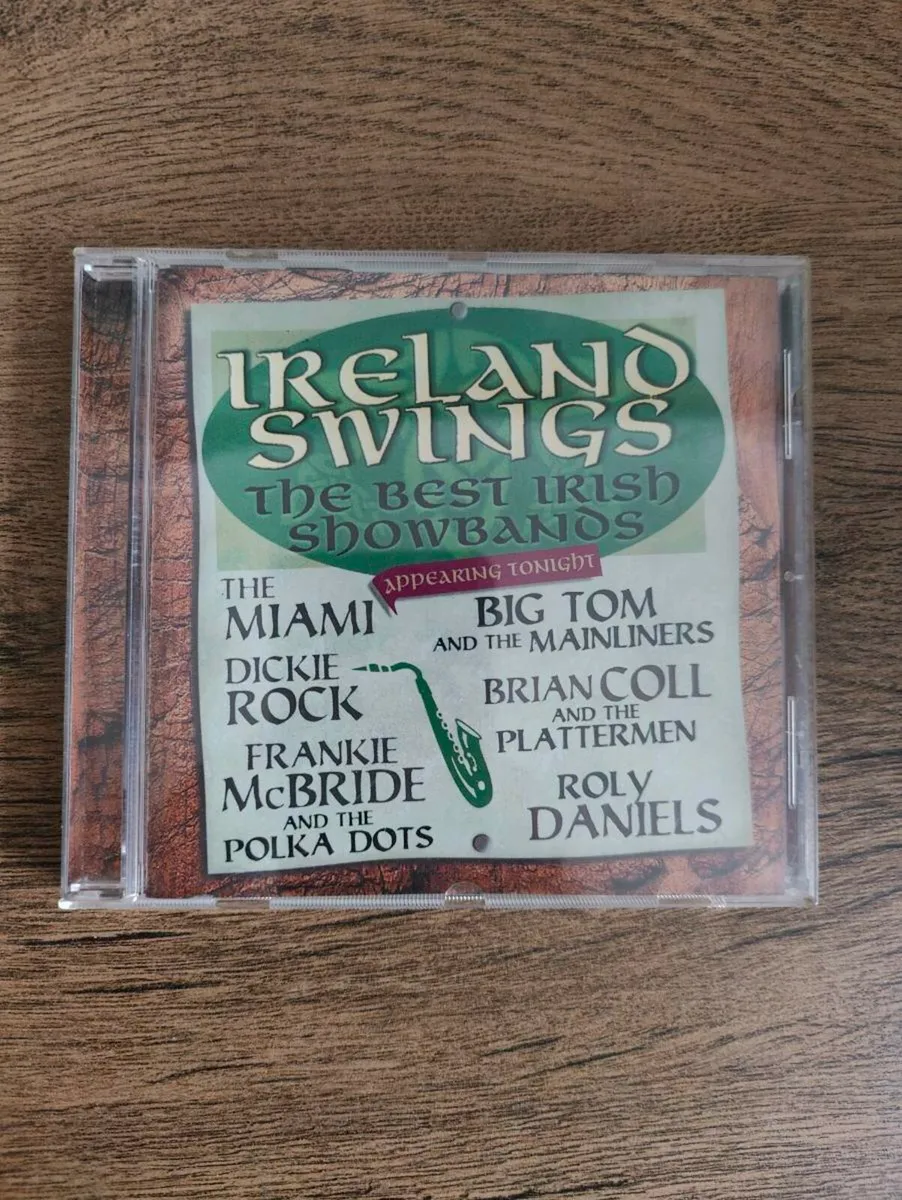 IRELAND
SWINGS
THE BEST IRISH
SHOWBANDS
APPEARING TONIGHT
THE
MIAMI
DICKIE
ROCK
FRANKIE
McBRIDE
AND THE
POLKA DOTS
BIG TOM
AND THE MAINLINERS
BRIAN COLL
AND THE
PLATTERMEN
ROLY
DANIELS